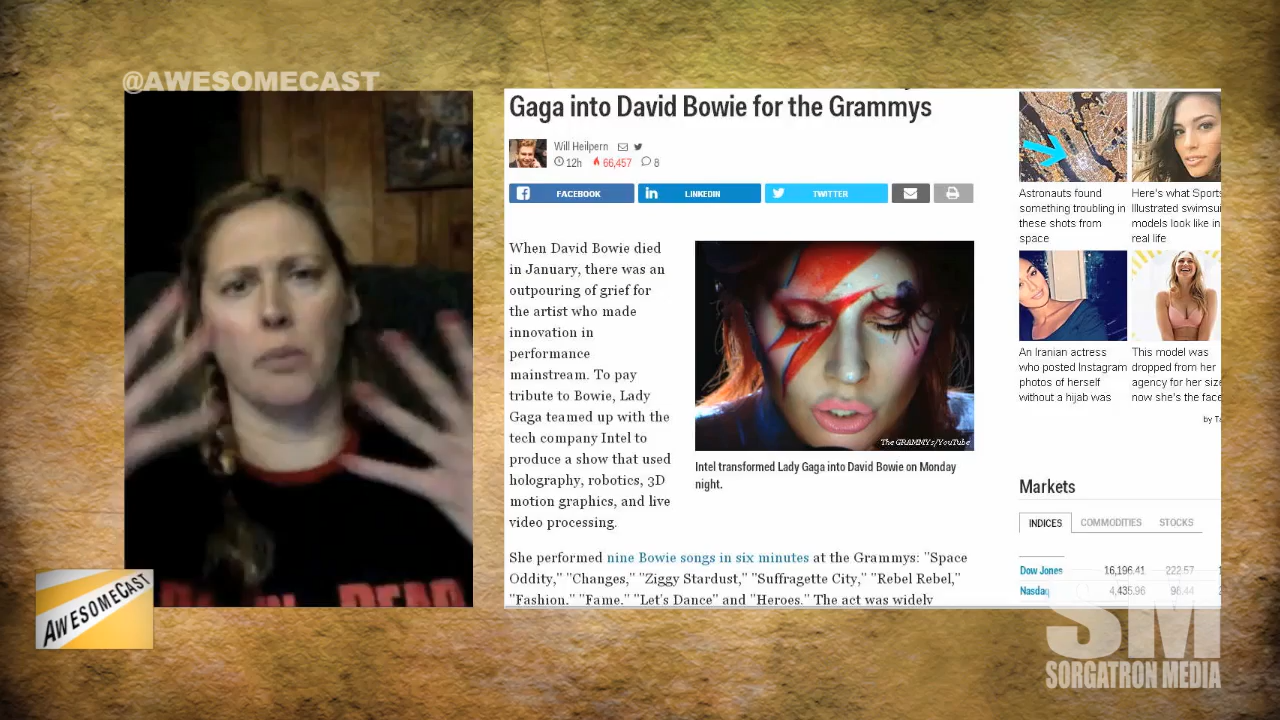 @AWESOMECAST
Gaga into David Bowie for the Grammys
Will Heilpern
12h 66,457 8
FACEBOOK
LINKEDIN
TWITTER
When David Bowie died
in January, there was an
outpouring of grief for
the artist who made
innovation in
performance
mainstream. To pay
tribute to Bowie, Lady
Gaga teamed up with the
tech company Intel to
produce a show that used
holography, robotics, 3D
motion graphics, and live
video processing.
The GRAMMYs/YouTube
Intel transformed Lady Gaga into David Bowie on Monday
night.
She performed nine Bowie songs in six minutes at the Grammys: "Space
Oddity," "Changes," "Ziggy Stardust," "Suffragette City," "Rebel Rebel,"
"Fashion." "Fame." "Let's Dance" and "Heroes." The act was widely
Astronauts found
something troubling in
these shots from
space
Here's what Sports
Illustrated swimsu
models look like in
real life
An Iranian actress
who posted Instagram
photos of herself
without a hijab was
This model was
dropped from her
agency for her size
now she's the face
by Ta
Markets
INDICES COMMODITIES STOCKS
Dow Jones 16,196.41 222.57
Nasdaq 4,435.96 98.44
DEAD
AWESOMECAST
SM
SORGATRON MEDIA